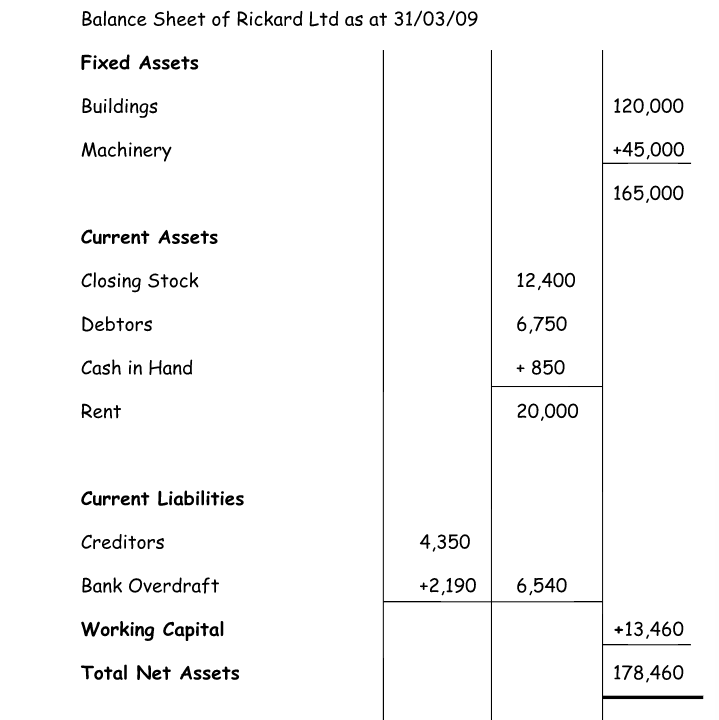 Balance Sheet of Rickard Ltd as at 31/03/09
Fixed Assets
Buildings 120,000
Machinery +45,000
165,000
Current Assets
Closing Stock 12,400
Debtors 6,750
Cash in Hand + 850
Rent 20,000
Current Liabilities
Creditors 4,350
Bank Overdraft +2,190 6,540
Working Capital +13,460
Total Net Assets 178,460